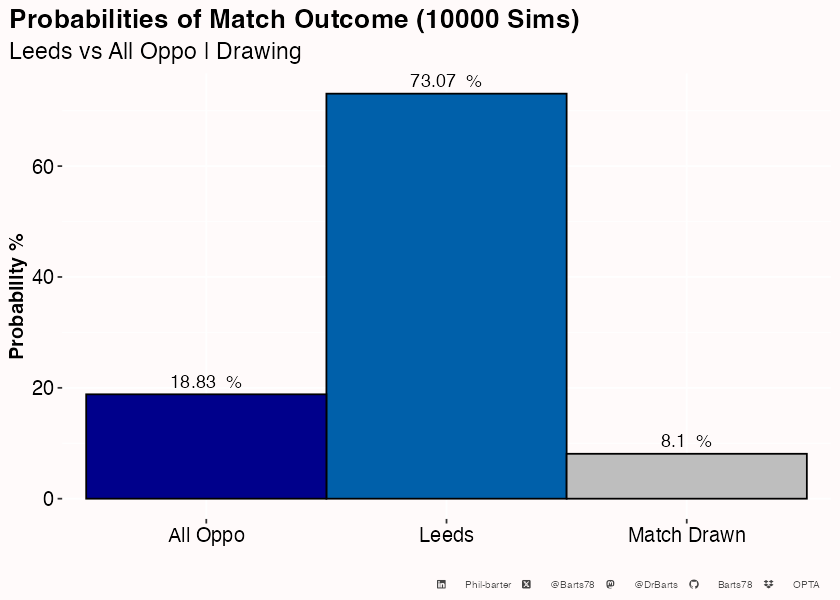 Probabilities of Match Outcome (10000 Sims)
Leeds vs All Oppo | Drawing
73.07 %
60
Probability %
40
18.83 %
20
8.1 %
0
All Oppo Leeds Match Drawn
Phil-barter @Barts78 @DrBarts Barts78 OPTA